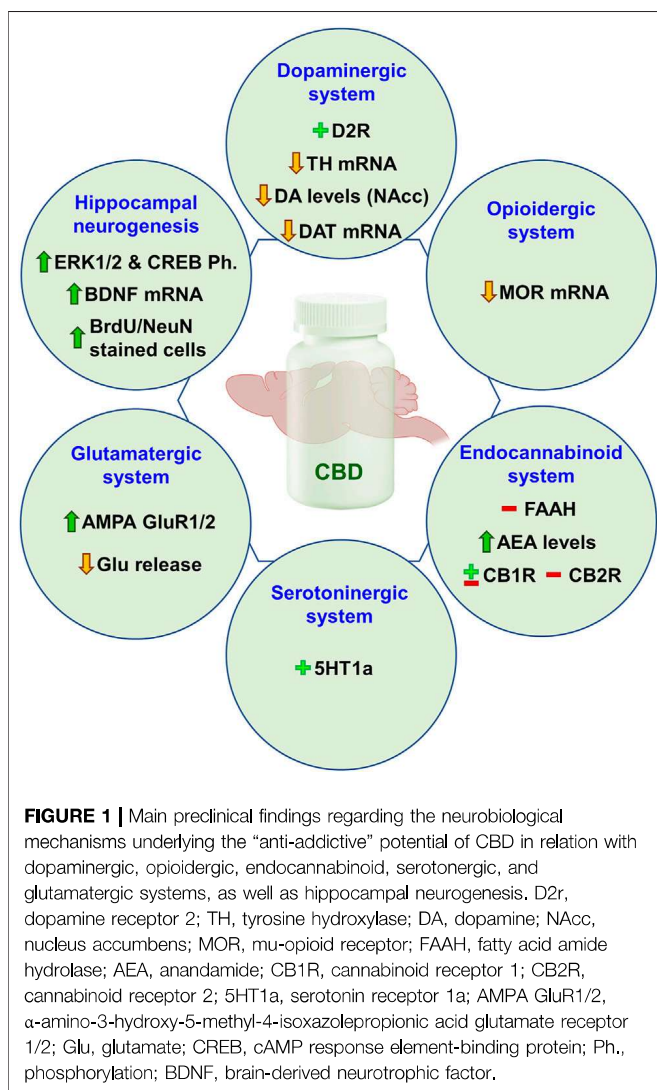 Dopaminergic
system
+ D2R
TH mRNA
DA levels (NAcc)
DAT mRNA
Hippocampal
neurogenesis
ERK1/2 & CREB Ph.
BDNF mRNA
BrdU/NeuN
stained cells
Opioidergic
system
MOR mRNA
CBD
Glutamatergic
system
AMPA GluR1/2
Glu release
Endocannabinoid
system
− FAAH
AEA levels
± CB1R − CB2R
Serotoninergic
system
+ 5HT1a
FIGURE 1 | Main preclinical findings regarding the neurobiological
mechanisms underlying the “anti-addictive” potential of CBD in relation with
dopaminergic, opioidergic, endocannabinoid, serotonergic, and
glutamatergic systems, as well as hippocampal neurogenesis. D2r,
dopamine receptor 2; TH, tyrosine hydroxylase; DA, dopamine; NAcc,
nucleus accumbens; MOR, mu-opioid receptor; FAAH, fatty acid amide
hydrolase; AEA, anandamide; CB1R, cannabinoid receptor 1; CB2R,
cannabinoid receptor 2; 5HT1a, serotonin receptor 1a; AMPA GluR1/2,
α-amino-3-hydroxy-5-methyl-4-isoxazolepropionic acid glutamate receptor
1/2; Glu, glutamate; CREB, cAMP response element-binding protein; Ph.,
phosphorylation; BDNF, brain-derived neurotrophic factor.